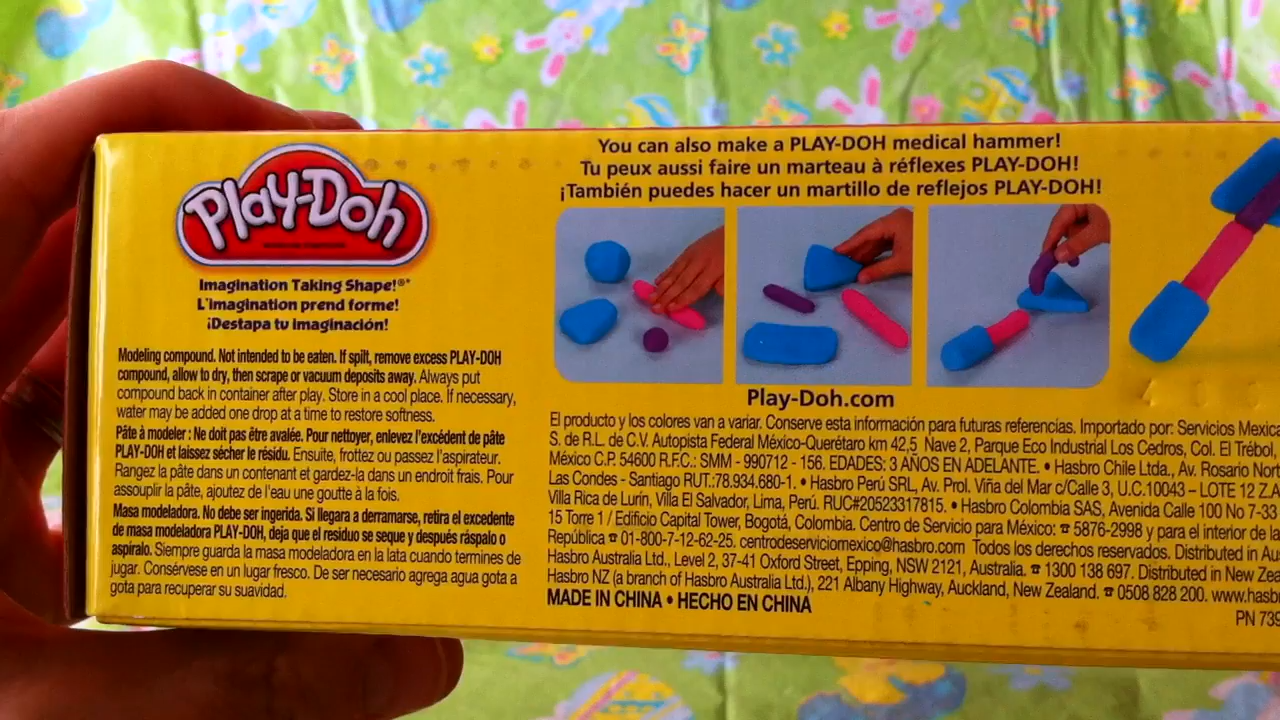 Play-Doh
Imagination Taking Shape!®*
L'imagination prend forme!
¡Destapa tu imaginación!
Modeling compound. Not intended to be eaten. If spilt, remove excess PLAY-DOH
compound, allow to dry, then scrape or vacuum deposits away. Always put
compound back in container after play. Store in a cool place. If necessary,
water may be added one drop at a time to restore softness.
Pâte à modeler : Ne doit pas être avalée. Pour nettoyer, enlevez l'excédent de pâte
PLAY-DOH et laissez sécher le résidu. Ensuite, frottez ou passez l'aspirateur.
Rangez la pâte dans un contenant et gardez-la dans un endroit frais. Pour
assouplir la pâte, ajoutez de l'eau une goutte à la fois.
Masa modeladora. No debe ser ingerida. Si llegara a derramarse, retira el excedente
de masa modeladora PLAY-DOH, deja que el residuo se seque y después ráspalo o
aspíralo. Siempre guarda la masa modeladora en la lata cuando termines de
jugar. Consérvese en un lugar fresco. De ser necesario agrega agua gota a
gota para recuperar su suavidad.
You can also make a PLAY-DOH medical hammer!
Tu peux aussi faire un marteau à réflexes PLAY-DOH!
¡También puedes hacer un martillo de reflejos PLAY-DOH!
Play-Doh.com
El producto y los colores van a variar. Conserve esta información para futuras referencias. Importado por: Servicios Mexica
S. de R.L. de C.V. Autopista Federal México-Querétaro km 42,5 Nave 2, Parque Eco Industrial Los Cedros, Col. El Trébol,
México C.P. 54600 R.F.C.: SMM - 990712 - 156. EDADES: 3 AÑOS EN ADELANTE. • Hasbro Chile Ltda., Av. Rosario Nort
Las Condes - Santiago RUT.:78.934.680-1. • Hasbro Perú SRL, Av. Prol. Viña del Mar c/Calle 3, U.C.10043 – LOTE 12 Z.A
Villa Rica de Lurín, Villa El Salvador, Lima, Perú. RUC#20523317815. • Hasbro Colombia SAS, Avenida Calle 100 No 7-33
15 Torre 1 / Edificio Capital Tower, Bogotá, Colombia. Centro de Servicio para México: ☎ 5876-2998 y para el interior de la
República ☎ 01-800-7-12-62-25. centrodeserviciomexico@hasbro.com Todos los derechos reservados. Distributed in Au
Hasbro Australia Ltd., Level 2, 37-41 Oxford Street, Epping, NSW 2121, Australia. ☎ 1300 138 697. Distributed in New Zea
Hasbro NZ (a branch of Hasbro Australia Ltd.), 221 Albany Highway, Auckland, New Zealand. ☎ 0508 828 200. www.hasb
MADE IN CHINA • HECHO EN CHINA
PN 739